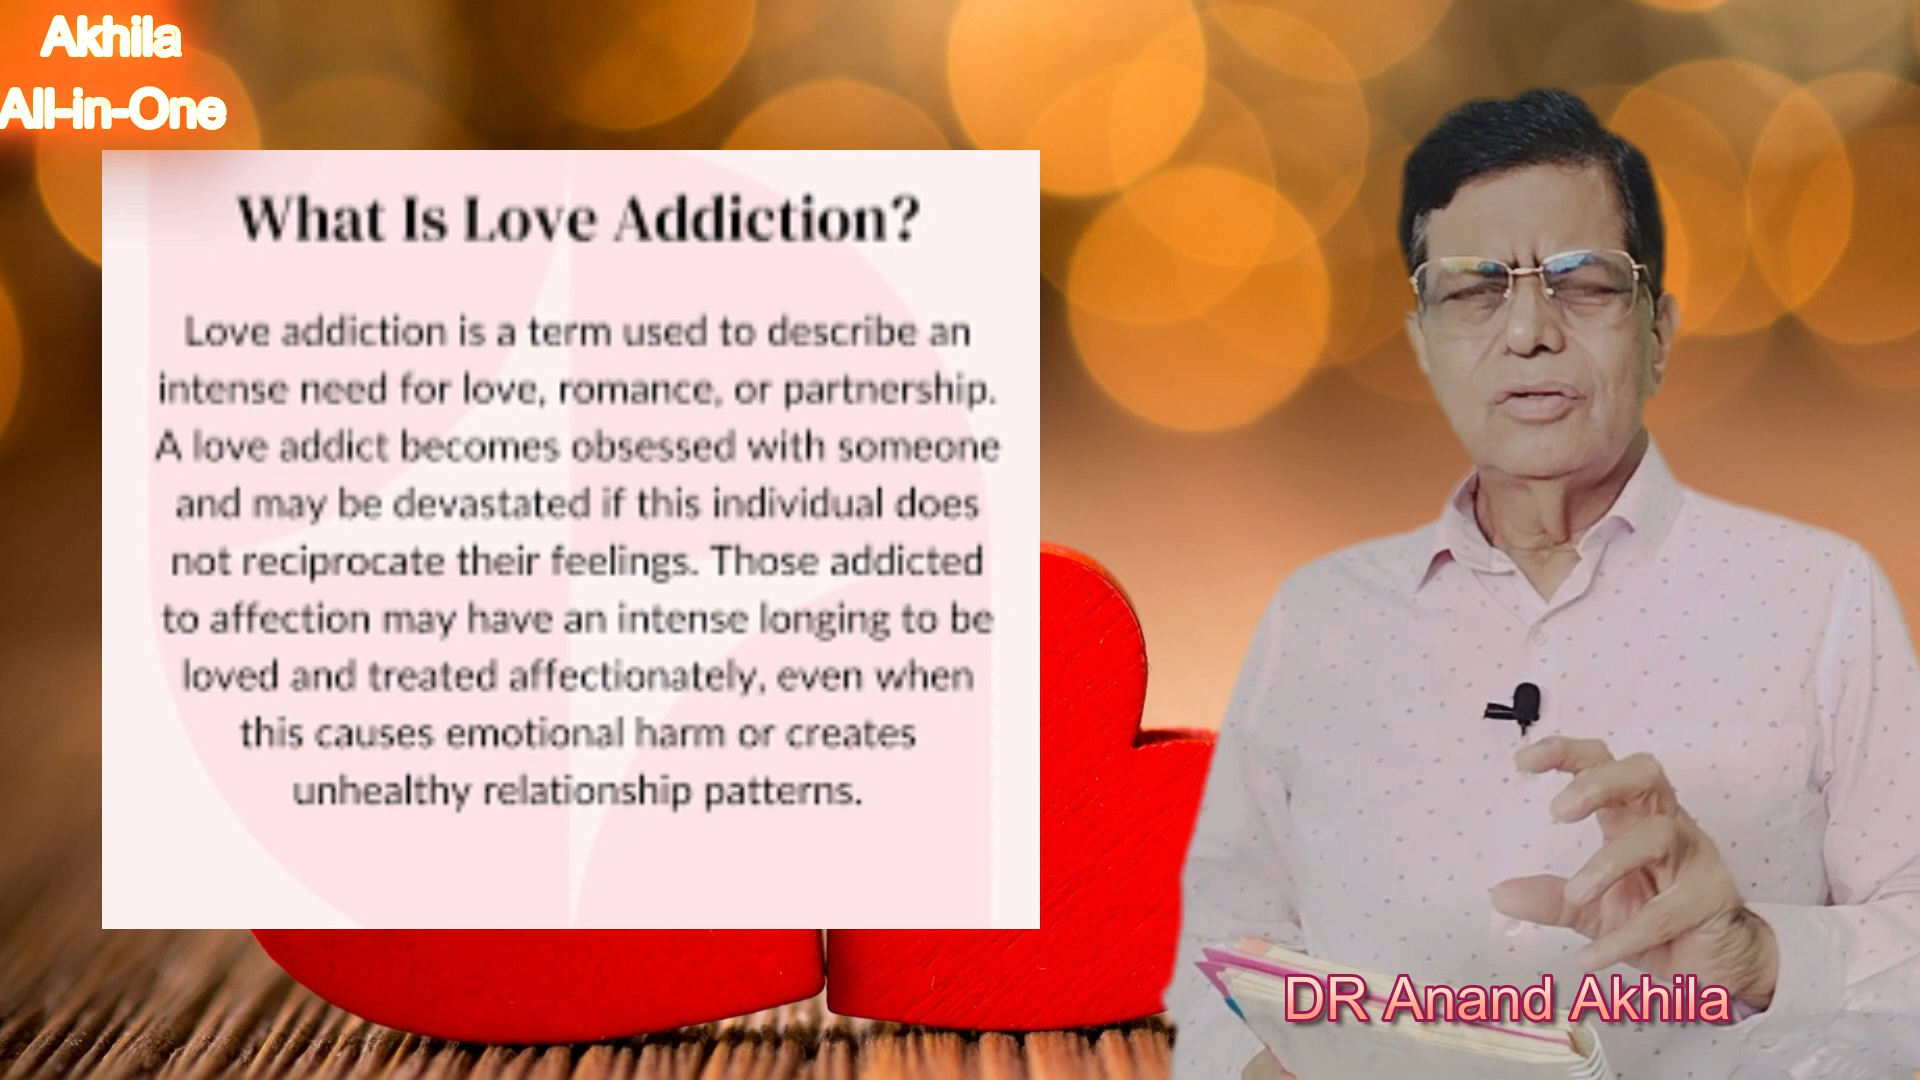 Akhila
All-in-One
What Is Love Addiction?
Love addiction is a term used to describe an
intense need for love, romance, or partnership.
A love addict becomes obsessed with someone
and may be devastated if this individual does
not reciprocate their feelings. Those addicted
to affection may have an intense longing to be
loved and treated affectionately, even when
this causes emotional harm or creates
unhealthy relationship patterns.
DR Anand Akhila